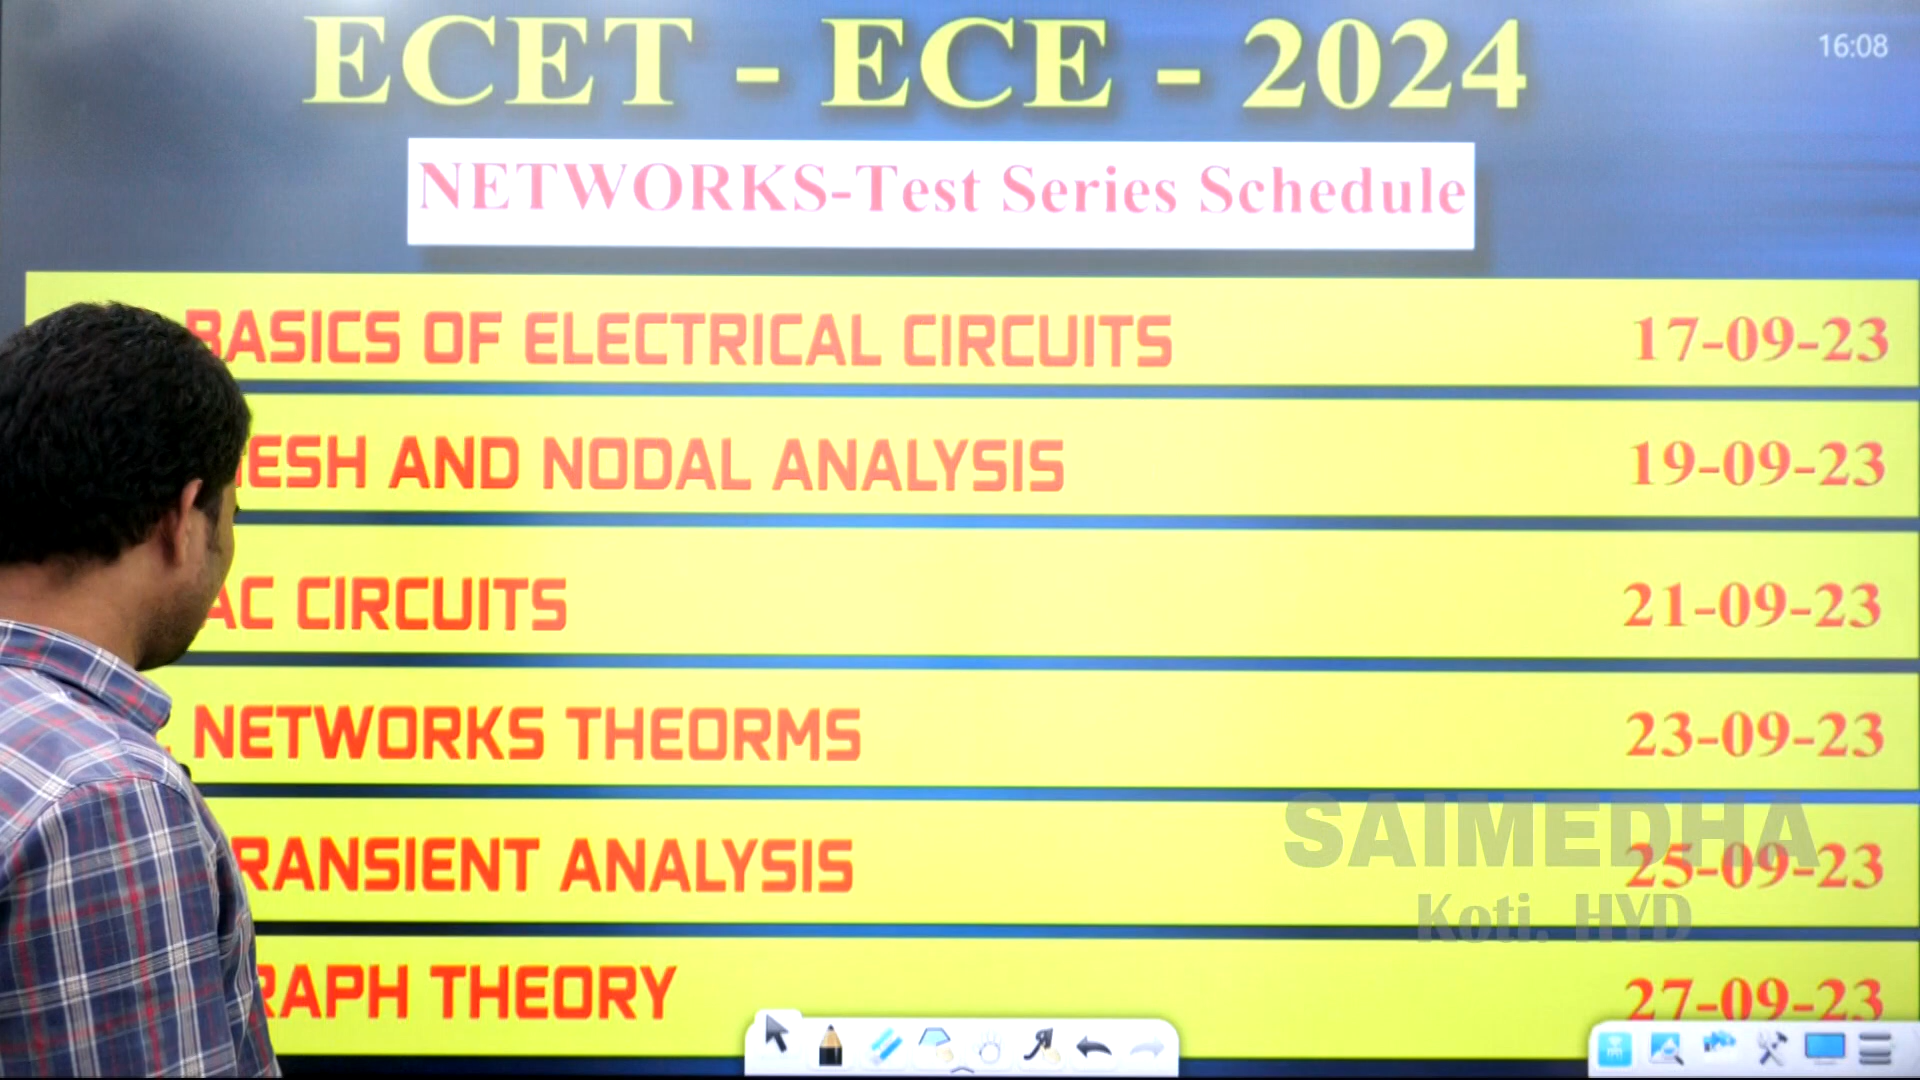 ECET - ECE - 2024
16:08
NETWORKS-Test Series Schedule
BASICS OF ELECTRICAL CIRCUITS 17-09-23
ESH AND NODAL ANALYSIS 19-09-23
AC CIRCUITS 21-09-23
NETWORKS THEORMS 23-09-23
RANSIENT ANALYSIS 25-09-23
RAPH THEORY 27-09-23
SAIMEDHA
Koti. HYD